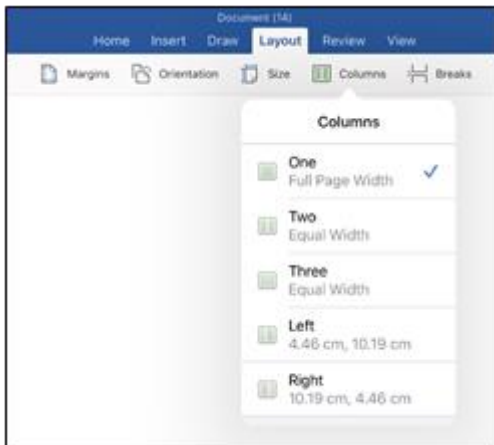 Document (14)
Home Insert Draw Layout Review View
Margins Orientation Size Columns Breaks
Columns
One
Full Page Width
Two
Equal Width
Three
Equal Width
Left
4.46 cm, 10.19 cm
Right
10.19 cm, 4.46 cm